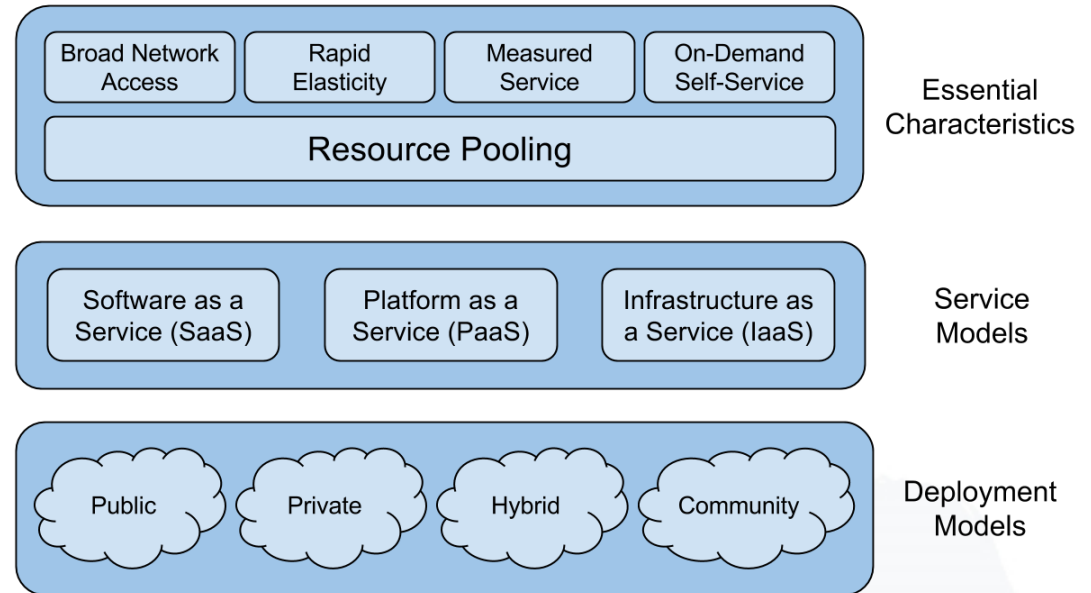 Broad Network
Access
Rapid
Elasticity
Measured
Service
On-Demand
Self-Service
Essential
Characteristics
Resource Pooling
Software as a
Service (SaaS)
Platform as a
Service (PaaS)
Infrastructure as
a Service (IaaS)
Service
Models
Public
Private
Hybrid
Community
Deployment
Models